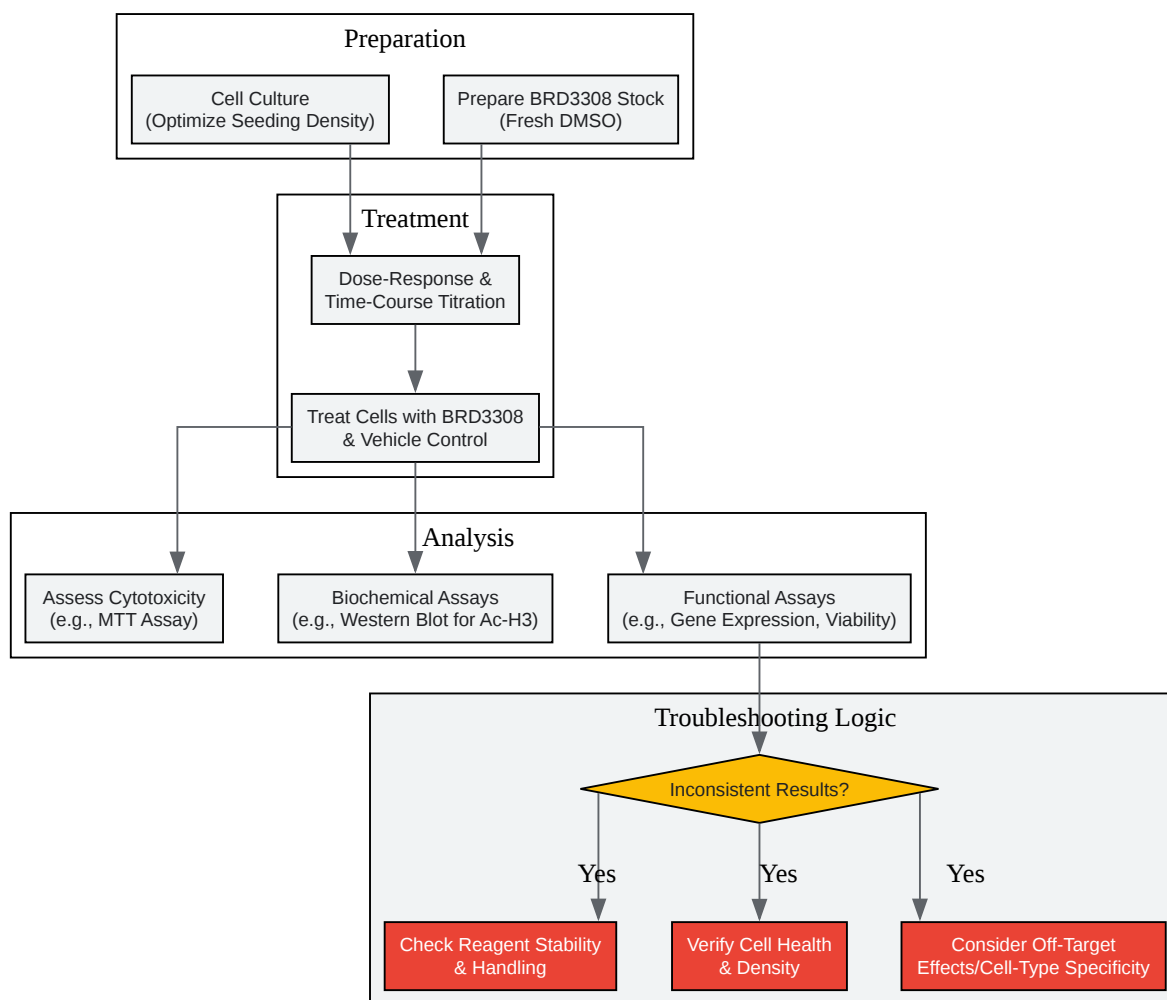 Preparation
Cell Culture
(Optimize Seeding Density)
Prepare BRD3308 Stock
(Fresh DMSO)
Treatment
Dose-Response &
Time-Course Titration
Treat Cells with BRD3308
& Vehicle Control
Analysis
Assess Cytotoxicity
(e.g., MTT Assay)
Biochemical Assays
(e.g., Western Blot for Ac-H3)
Functional Assays
(e.g., Gene Expression, Viability)
Troubleshooting Logic
Inconsistent Results?
Yes
Yes
Yes
Check Reagent Stability
& Handling
Verify Cell Health
& Density
Consider Off-Target
Effects/Cell-Type Specificity